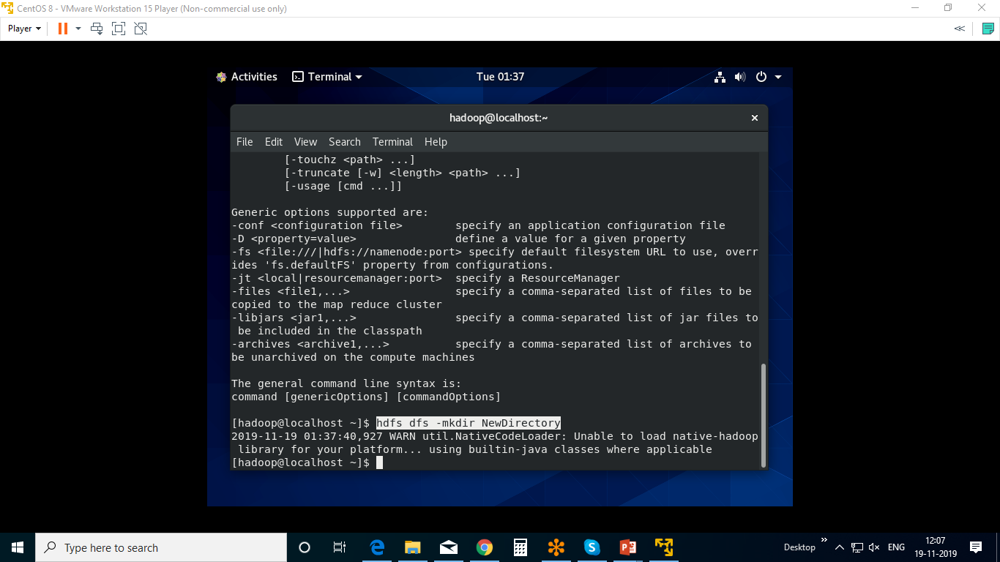 CentOS 8 - VMware Workstation 15 Player (Non-commercial use only)
Player
Activities Terminal Tue 01:37
hadoop@localhost:~
File Edit View Search Terminal Help
[-touchz <path> ...]
[-truncate [-w] <length> <path> ...]
[-usage [cmd ...]]
Generic options supported are:
-conf <configuration file> specify an application configuration file
-D <property=value> define a value for a given property
-fs <file:///|hdfs://namenode:port> specify default filesystem URL to use, overr
ides 'fs.defaultFS' property from configurations.
-jt <local|resourcemanager:port> specify a ResourceManager
-files <file1,...> specify a comma-separated list of files to be
copied to the map reduce cluster
-libjars <jar1,...> specify a comma-separated list of jar files to
be included in the classpath
-archives <archive1,...> specify a comma-separated list of archives to
be unarchived on the compute machines
The general command line syntax is:
command [genericOptions] [commandOptions]
[hadoop@localhost ~]$ hdfs dfs -mkdir NewDirectory
2019-11-19 01:37:40,927 WARN util.NativeCodeLoader: Unable to load native-hadoop
library for your platform... using builtin-java classes where applicable
[hadoop@localhost ~]$
Type here to search
Desktop
ENG
12:07
19-11-2019